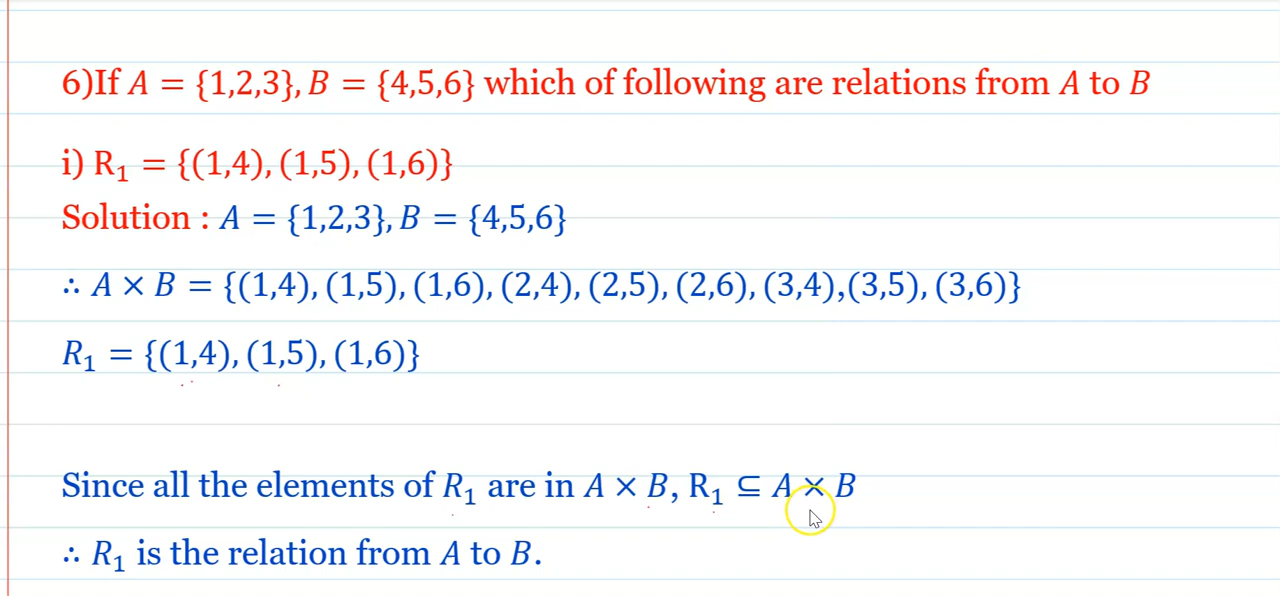 6)If A = {1,2,3}, B = {4,5,6} which of following are relations from A to B
i) R₁ = {(1,4), (1,5), (1,6)}
Solution : A = {1,2,3}, B = {4,5,6}
∴ A × B = {(1,4), (1,5), (1,6), (2,4), (2,5), (2,6), (3,4),(3,5), (3,6)}
R₁ = {(1,4), (1,5), (1,6)}
Since all the elements of R₁ are in A × B, R₁ ⊆ A × B
∴ R₁ is the relation from A to B.